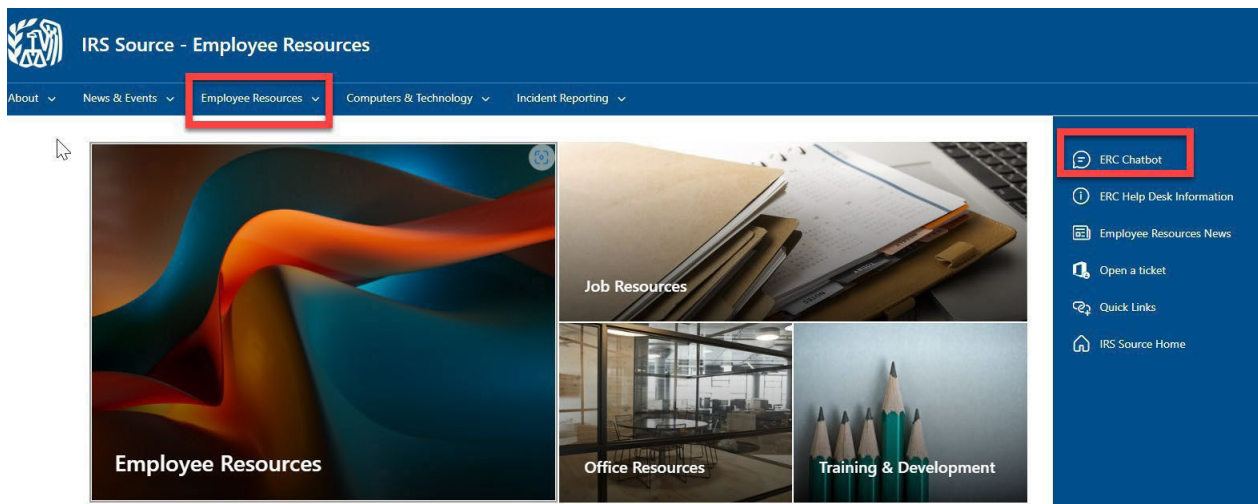 IRS Source - Employee Resources
About
News & Events
Employee Resources
Computers & Technology
Incident Reporting
ERC Chatbot
ERC Help Desk Information
Employee Resources News
Open a ticket
Quick Links
IRS Source Home
Job Resources
Employee Resources
Office Resources
Training & Development